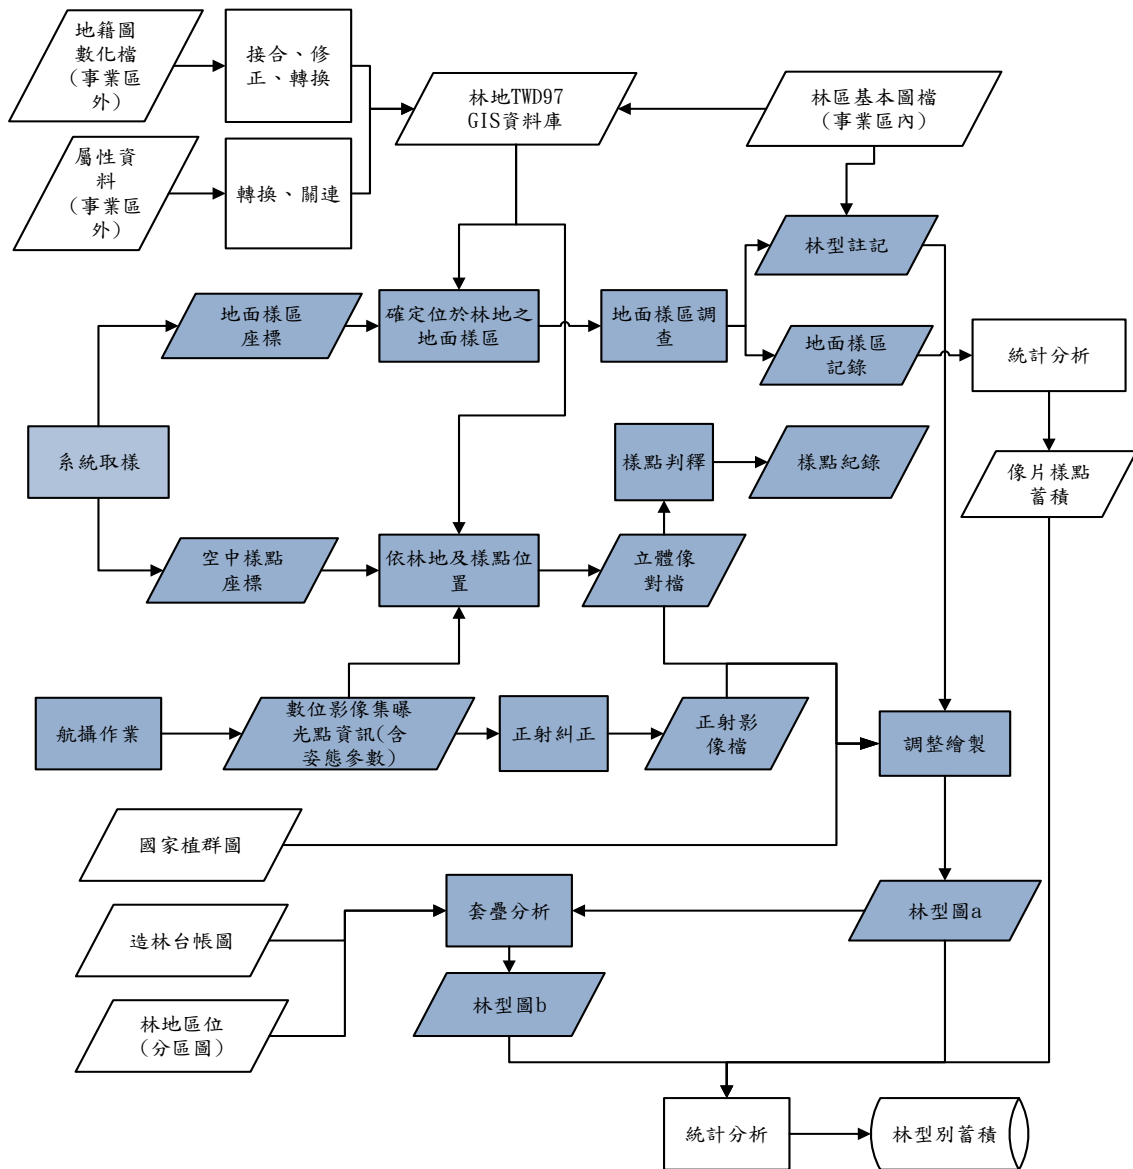 地籍圖
數化檔
(事業區
外)
接合、修
正、轉換
林地TWD97
GIS資料庫
林區基本圖檔
(事業區內)
屬性資
料
(事業區
外)
轉換、關連
林型註記
地面樣區
座標
確定位於林地之
地面樣區
地面樣區調
查
地面樣區
記錄
統計分析
系統取樣
樣點判釋
樣點紀錄
像片樣點
蓄積
空中樣點
座標
依林地及樣點位
置
立體像
對檔
航攝作業
數位影像集曝
光點資訊(含
姿態參數)
正射糾正
正射影
像檔
調整繪製
國家植群圖
套疊分析
林型圖a
造林台帳圖
林型圖b
林地區位
(分區圖)
統計分析
林型別蓄積